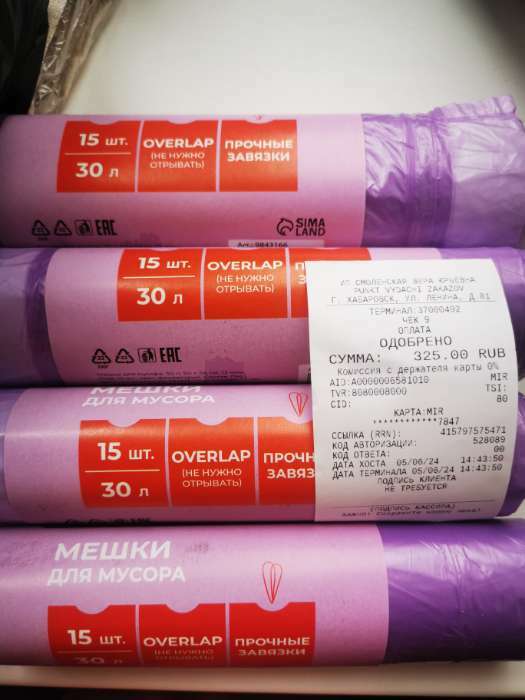 15 шт.
30 л
OVERLAP
(НЕ НУЖНО
ОТРЫВАТЬ)
ПРОЧНЫЕ
ЗАВЯЗКИ
EAC
SIMA
LAND
Арт.: 9843166
15 шт.
30 л
OVERLAP
(НЕ НУЖНО
ОТРЫВАТЬ)
EAC
МЕШКИ
ДЛЯ МУСОРА
15 шт.
30 л
OVERLAP
(НЕ НУЖНО
ОТРЫВАТЬ)
ПРОЧН
ЗАВЯЗ
ИП СМОЛЕНСКАЯ ВЕРА ЮРЬЕВНА
PUNKT VYDACHI ZAKAZOV
Г. ХАБАРОВСК, УЛ. ЛЕНИНА, Д.81
ТЕРМИНАЛ:37000492
ЧЕК 9
ОПЛАТА
ОДОБРЕНО
СУММА: 325.00 RUB
Комиссия с держателя карты 0%
AID:A0000006581010 MIR
TVR:8080008000 TSI:
CID: 80
КАРТА:MIR
************7847
ССЫЛКА (RRN): 415797575471
КОД АВТОРИЗАЦИИ: 528089
КОД ОТВЕТА: 00
ДАТА ХОСТА 05/06/24 14:43:50
ДАТА ТЕРМИНАЛА 05/06/24 14:43:50
ПОДПИСЬ КЛИЕНТА
НЕ ТРЕБУЕТСЯ
(ПОДПИСЬ КАССИРА)
МЕШКИ
ДЛЯ МУСОРА
15 шт.
30 л
OVERLAP
(НЕ НУЖНО
ОТРЫВАТЬ)
ПРОЧНЫЕ
ЗАВЯЗКИ